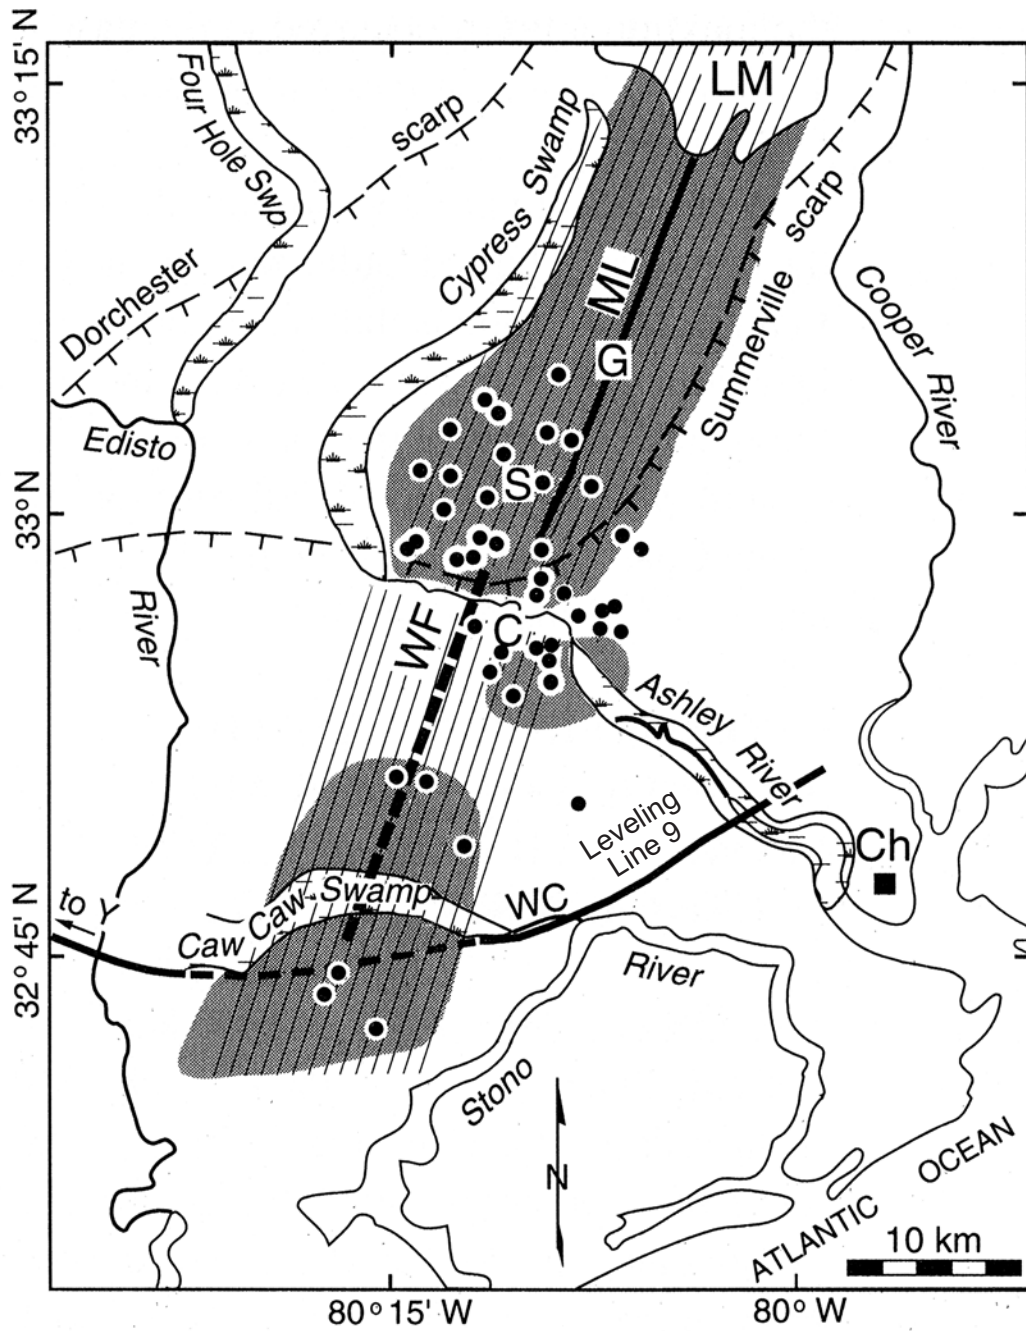 33° 15' N
Four Hole Swp
scarp
Cypress Swamp
LM
scarp
Dorchester
ML
Cooper River
G
Summerville
Edisto
S
33° N
River
WF
C
Ashley River
Leveling
Line 9
Ch
to Y
Caw Caw Swamp
WC
32° 45' N
River
Stono
N
ATLANTIC OCEAN
10 km
80° 15' W
80° W